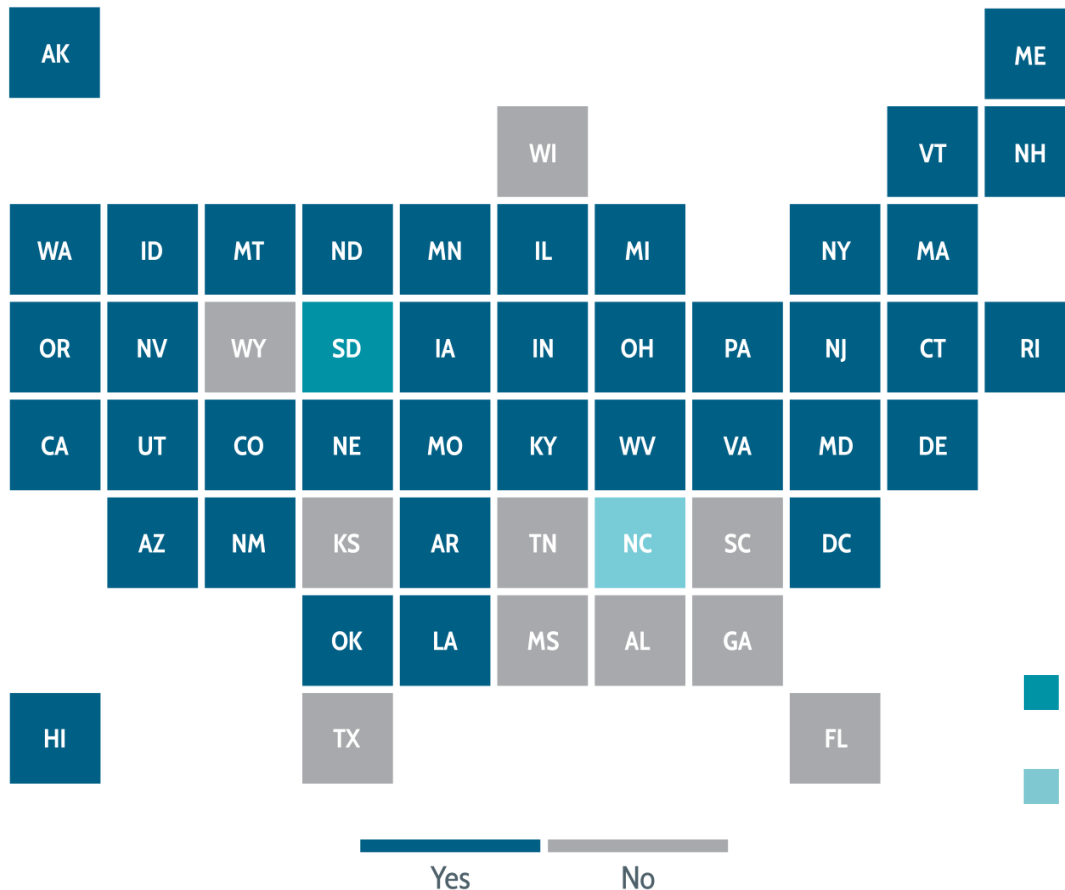 AK ME
WI VT NH
WA ID MT ND MN IL MI NY MA
OR NV WY SD IA IN OH PA NJ CT RI
CA UT CO NE MO KY WV VA MD DE
AZ NM KS AR TN NC SC DC
OK LA MS AL GA
HI TX FL
Yes No